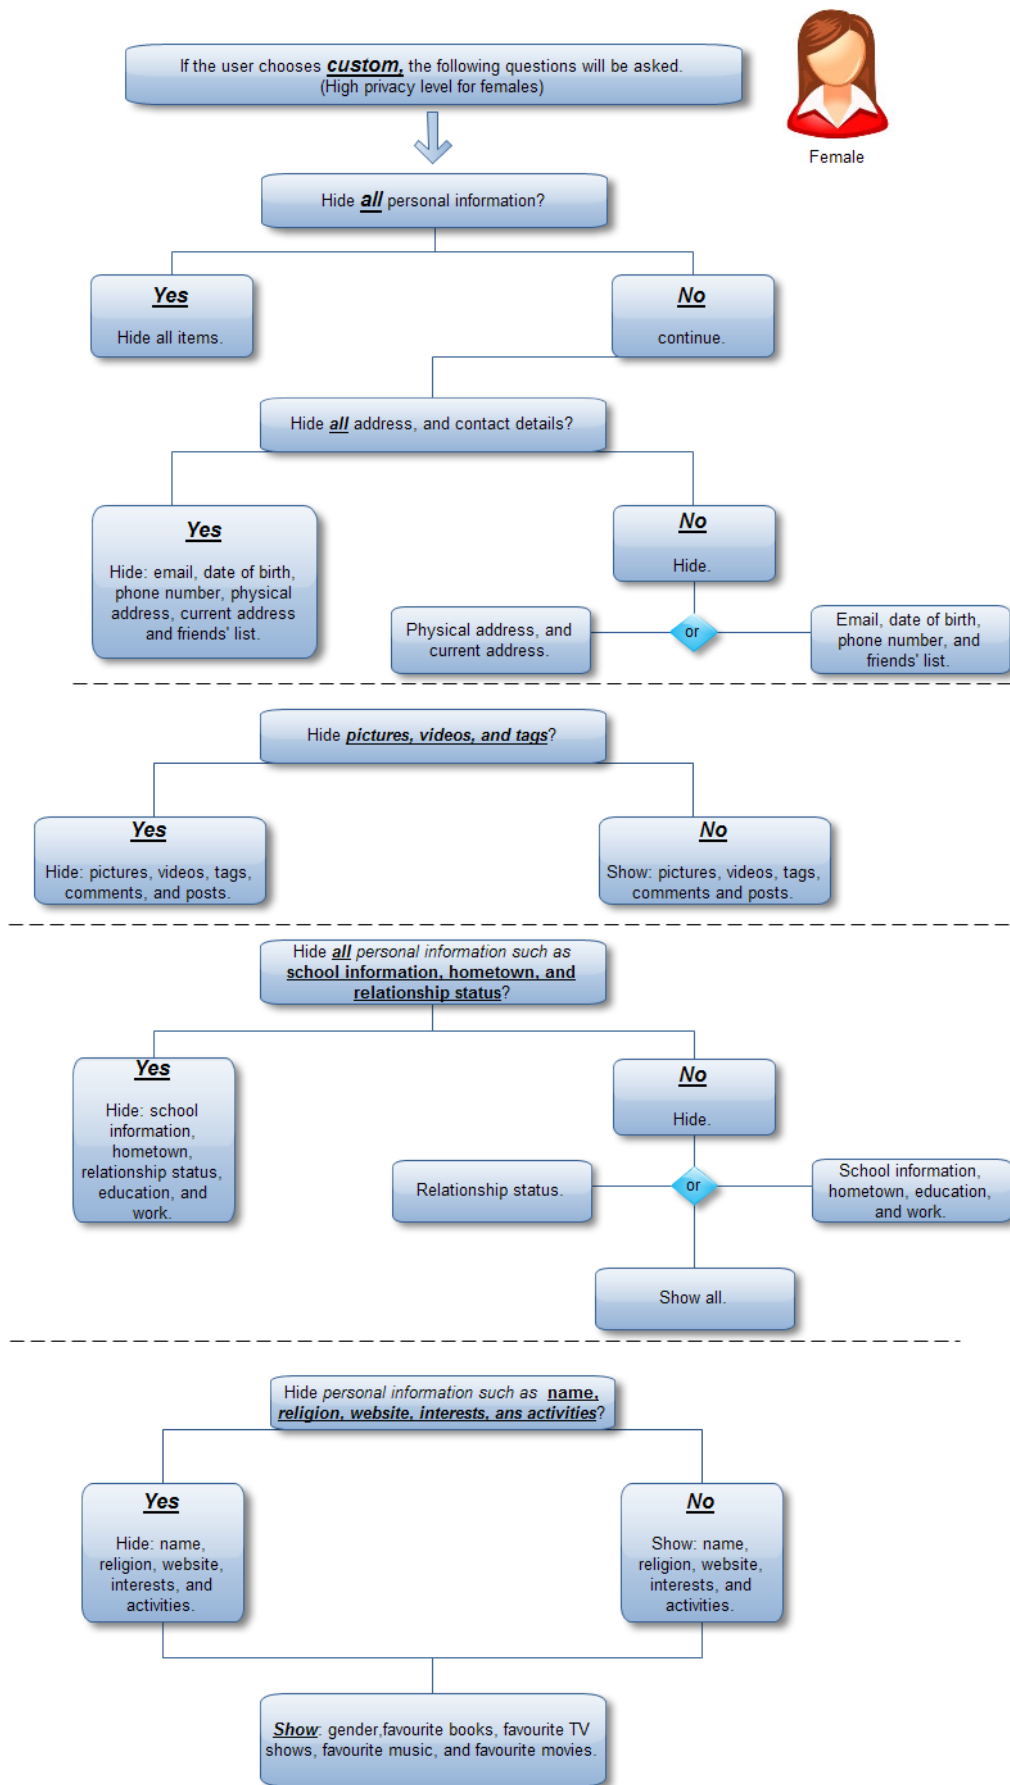 If the user chooses custom, the following questions will be asked.
(High privacy level for females)
Female
Hide all personal information?
Yes
Hide all items.
No
continue.
Hide all address, and contact details?
Yes
Hide: email, date of birth,
phone number, physical
address, current address
and friends' list.
No
Hide.
Physical address, and
current address.
or
Email, date of birth,
phone number, and
friends' list.
Hide pictures, videos, and tags?
Yes
Hide: pictures, videos, tags,
comments, and posts.
No
Show: pictures, videos, tags,
comments and posts.
Hide all personal information such as
school information, hometown, and
relationship status?
Yes
Hide: school
information,
hometown,
relationship status,
education, and
work.
No
Hide.
Relationship status.
or
School information,
hometown, education,
and work.
Show all.
Hide personal information such as name,
religion, website, interests, ans activities?
Yes
Hide: name,
religion, website,
interests, and
activities.
No
Show: name,
religion, website,
interests, and
activities.
Show: gender,favourite books, favourite TV
shows, favourite music, and favourite movies.